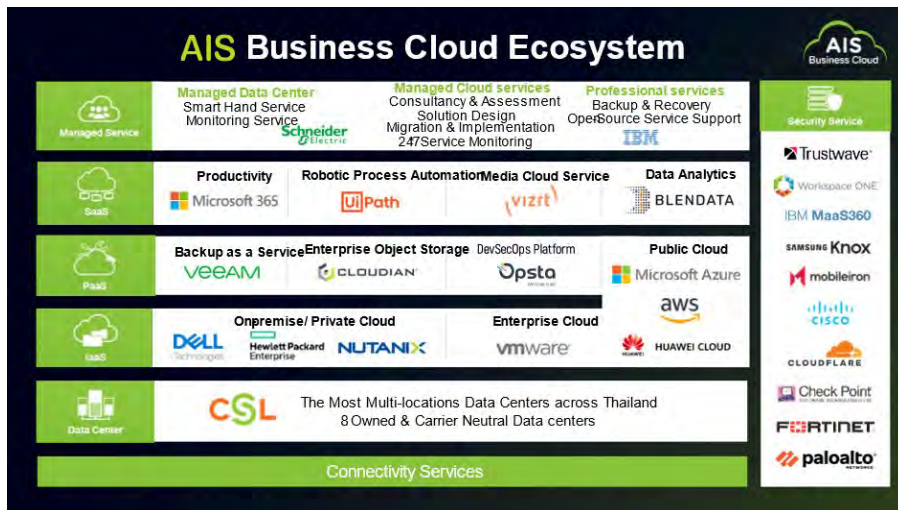 AIS Business Cloud Ecosystem
AIS
Business Cloud
Managed Service
Managed Data Center
Smart Hand Service
Monitoring Service
Schneider
Electric
Managed Cloud services
Consultancy & Assessment
Solution Design
Migration & Implementation
247Service Monitoring
Professional services
Backup & Recovery
OpenSource Service Support
IBM
SaaS
Productivity
Microsoft 365
Robotic Process Automation
UiPath
Media Cloud Service
vizrt
Data Analytics
BLENDATA
PaaS
Backup as a Service
veeAM
Enterprise Object Storage
CLOUDIAN
DevSecOps Platform
Opsta
Public Cloud
Microsoft Azure
aws
HUAWEI
HUAWEI CLOUD
IaaS
Onpremise/ Private Cloud
DELL
Technologies
Hewlett Packard
Enterprise
NUTANIX
Enterprise Cloud
vmware
Data Center
CSL
The Most Multi-locations Data Centers across Thailand
8 Owned & Carrier Neutral Data centers
Connectivity Services
Security Service
Trustwave
Workspace ONE
IBM MaaS360
SAMSUNG Knox
mobileiron
CISCO
CLOUDFLARE
Check Point
FORTINET
paloalto
NETWORKS